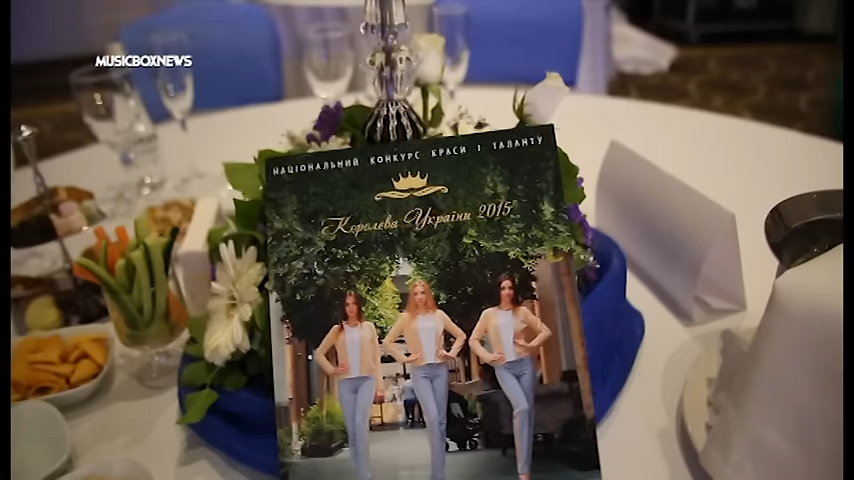 MUSICBOXNEWS
НАЦІОНАЛЬНИЙ КОНКУРС КРАСИ І ТАЛАНТУ
Королева України 2015